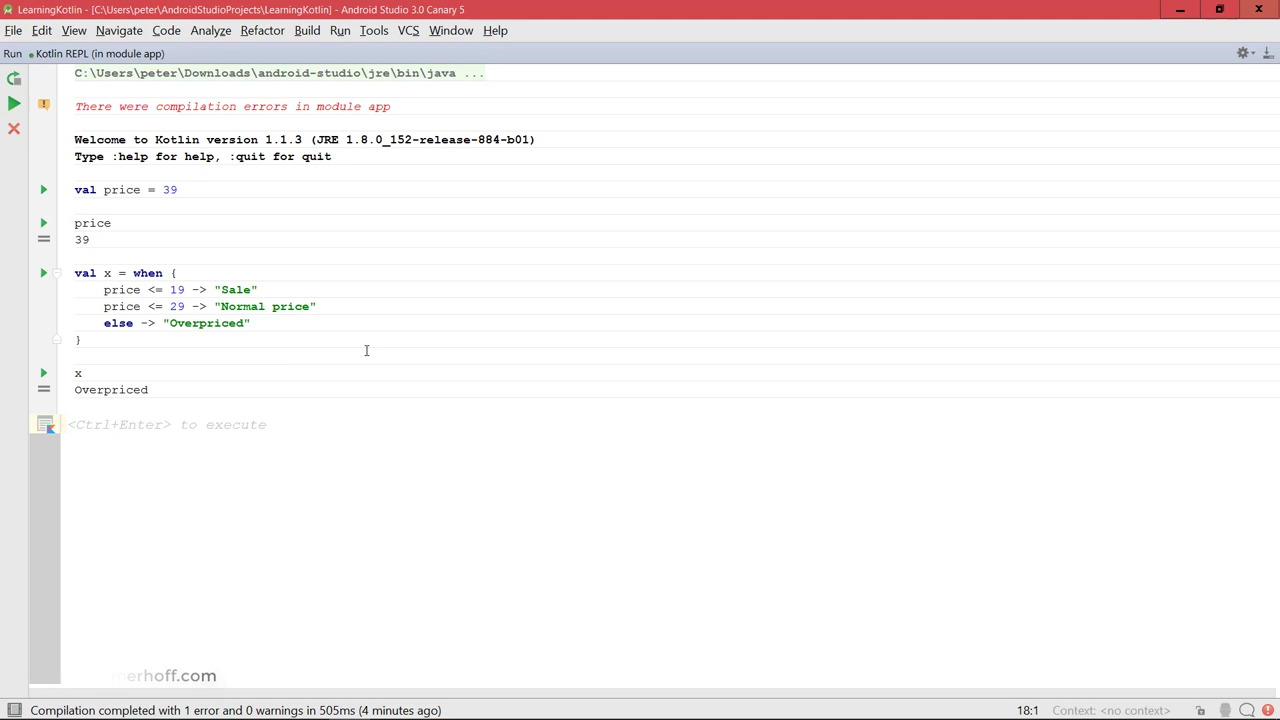 LearningKotlin - [C:\Users\peter\AndroidStudioProjects\LearningKotlin] - Android Studio 3.0 Canary 5
File Edit View Navigate Code Analyze Refactor Build Run Tools VCS Window Help
Run Kotlin REPL (in module app)
C:\Users\peter\Downloads\android-studio\jre\bin\java ...
There were compilation errors in module app
Welcome to Kotlin version 1.1.3 (JRE 1.8.0_152-release-884-b01)
Type :help for help, :quit for quit
val price = 39
price
39
val x = when {
    price <= 19 -> "Sale"
    price <= 29 -> "Normal price"
    else -> "Overpriced"
}
x
Overpriced
<Ctrl+Enter> to execute
merhoff.com
Compilation completed with 1 error and 0 warnings in 505ms (4 minutes ago) 18:1 Context: <no context>